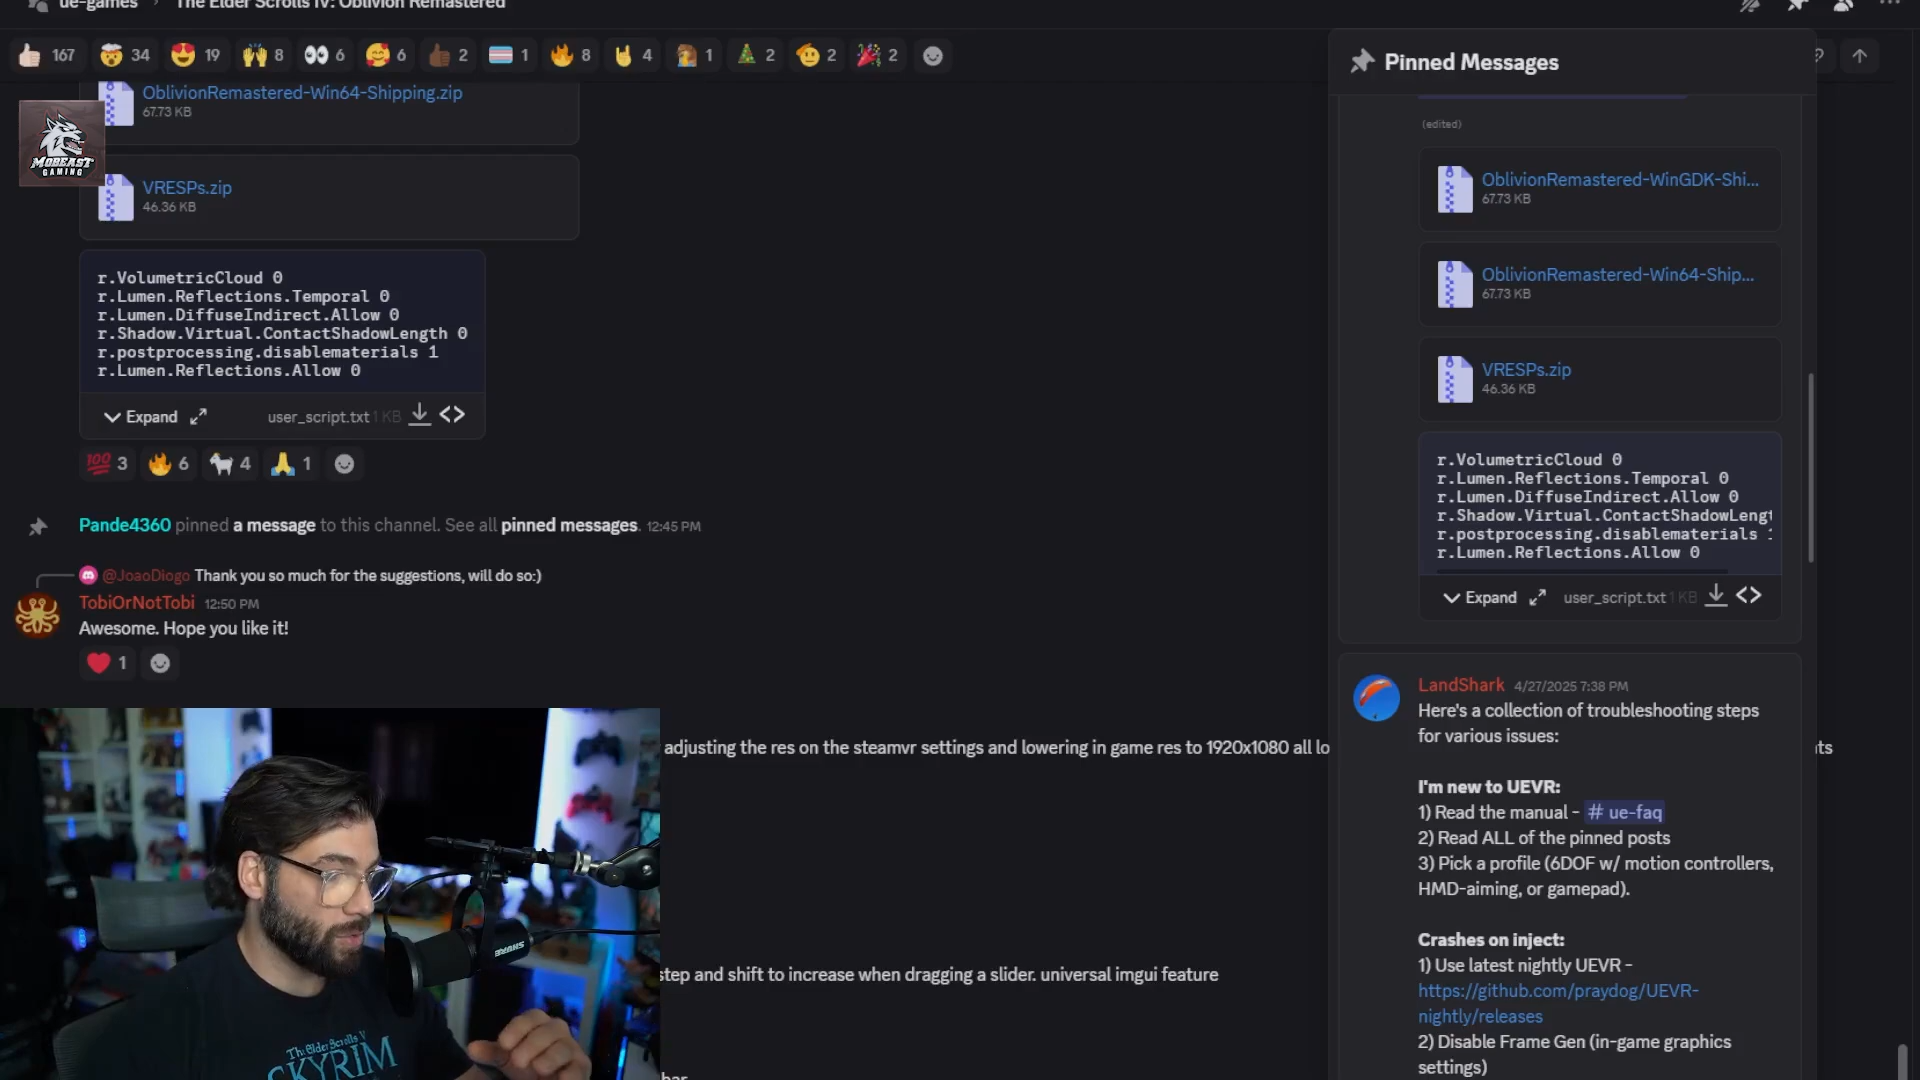 ue-games › The Elder Scrolls IV: Oblivion Remastered
167 34 19 8 6 6 2 1 8 4 1 2 2 2
OblivionRemastered-Win64-Shipping.zip
67.73 KB
MOBEAST
GAMING
VRESPs.zip
46.36 KB
r.VolumetricCloud 0
r.Lumen.Reflections.Temporal 0
r.Lumen.DiffuseIndirect.Allow 0
r.Shadow.Virtual.ContactShadowLength 0
r.postprocessing.disablematerials 1
r.Lumen.Reflections.Allow 0
Expand user_script.txt 1 KB
100 3 6 4 1
Pande4360 pinned a message to this channel. See all pinned messages. 12:45 PM
@JoaoDiogo Thank you so much for the suggestions, will do so:)
TobiOrNotTobi 12:50 PM
Awesome. Hope you like it!
1
adjusting the res on the steamvr settings and lowering in game res to 1920x1080 all lo
step and shift to increase when dragging a slider. universal imgui feature
bar
SHURE
The Elder Scrolls V
SKYRIM
Pinned Messages
(edited)
OblivionRemastered-WinGDK-Shi...
67.73 KB
OblivionRemastered-Win64-Ship...
67.73 KB
VRESPs.zip
46.36 KB
r.VolumetricCloud 0
r.Lumen.Reflections.Temporal 0
r.Lumen.DiffuseIndirect.Allow 0
r.Shadow.Virtual.ContactShadowLengt
r.postprocessing.disablematerials 1
r.Lumen.Reflections.Allow 0
Expand user_script.txt 1 KB
LandShark 4/27/2025 7:38 PM
Here's a collection of troubleshooting steps
for various issues:
I'm new to UEVR:
1) Read the manual - # ue-faq
2) Read ALL of the pinned posts
3) Pick a profile (6DOF w/ motion controllers,
HMD-aiming, or gamepad).
Crashes on inject:
1) Use latest nightly UEVR -
https://github.com/praydog/UEVR-
nightly/releases
2) Disable Frame Gen (in-game graphics
settings)